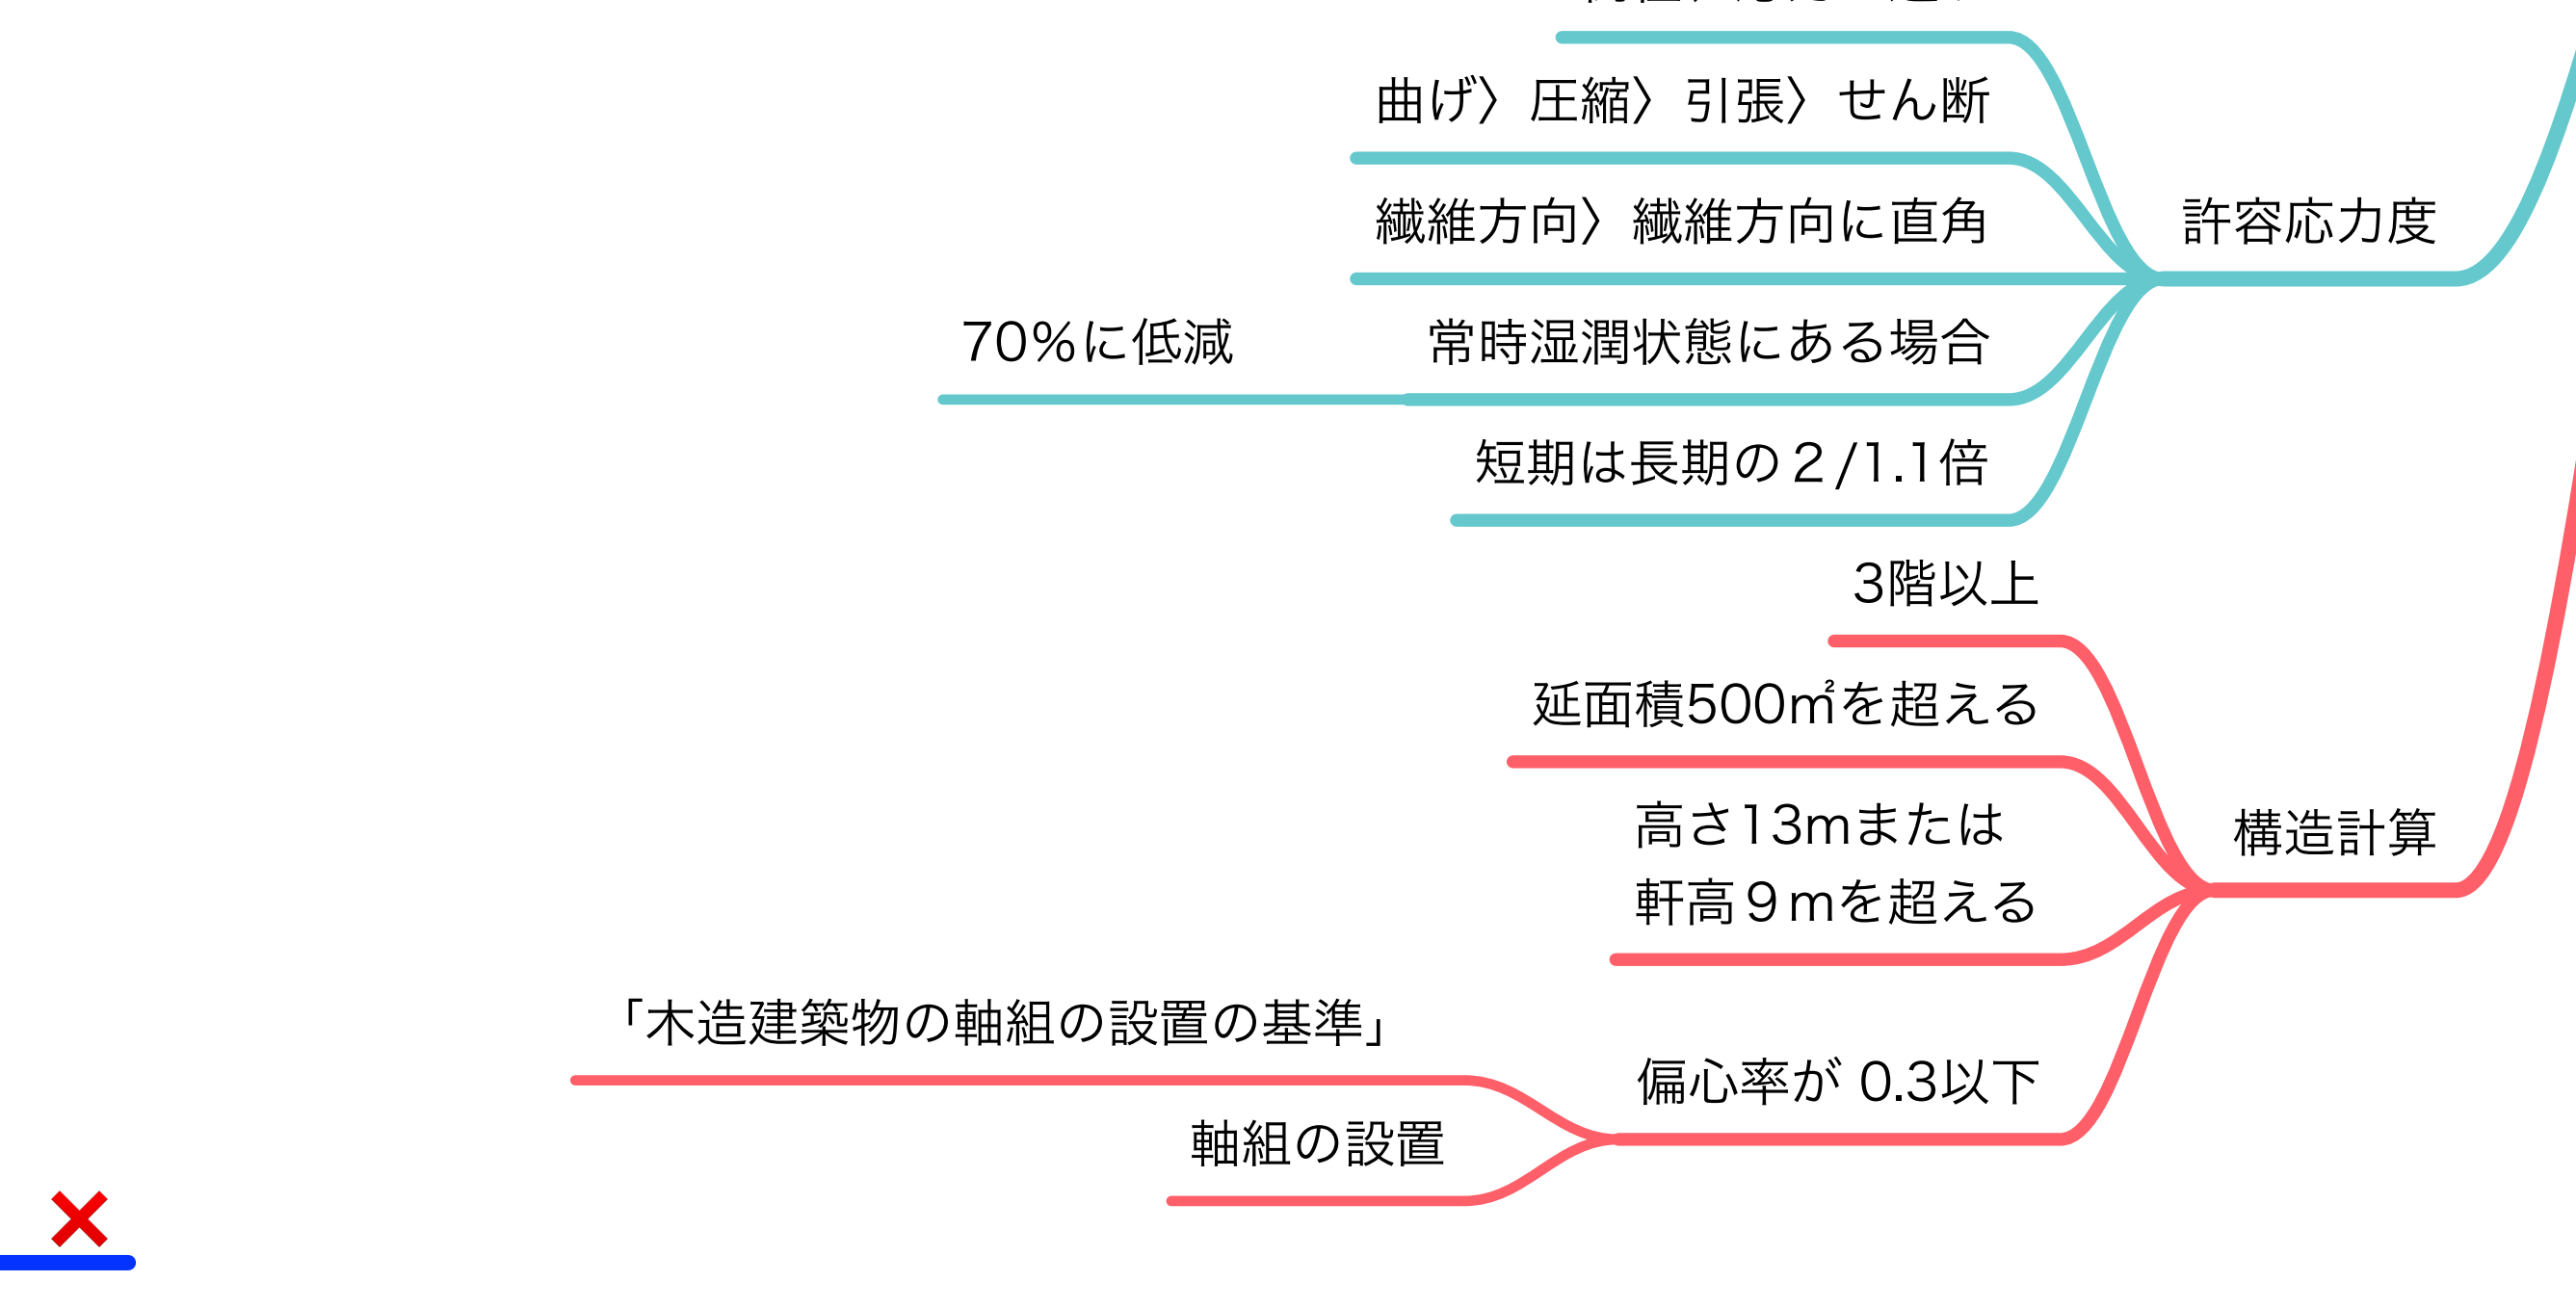 曲げ〉圧縮〉引張〉せん断
繊維方向〉繊維方向に直角
許容応力度
70%に低減
常時湿潤状態にある場合
短期は長期の２/1.1倍
3階以上
延面積500㎡を超える
高さ13mまたは
軒高９ｍを超える
構造計算
「木造建築物の軸組の設置の基準」
偏心率が 0.3以下
軸組の設置